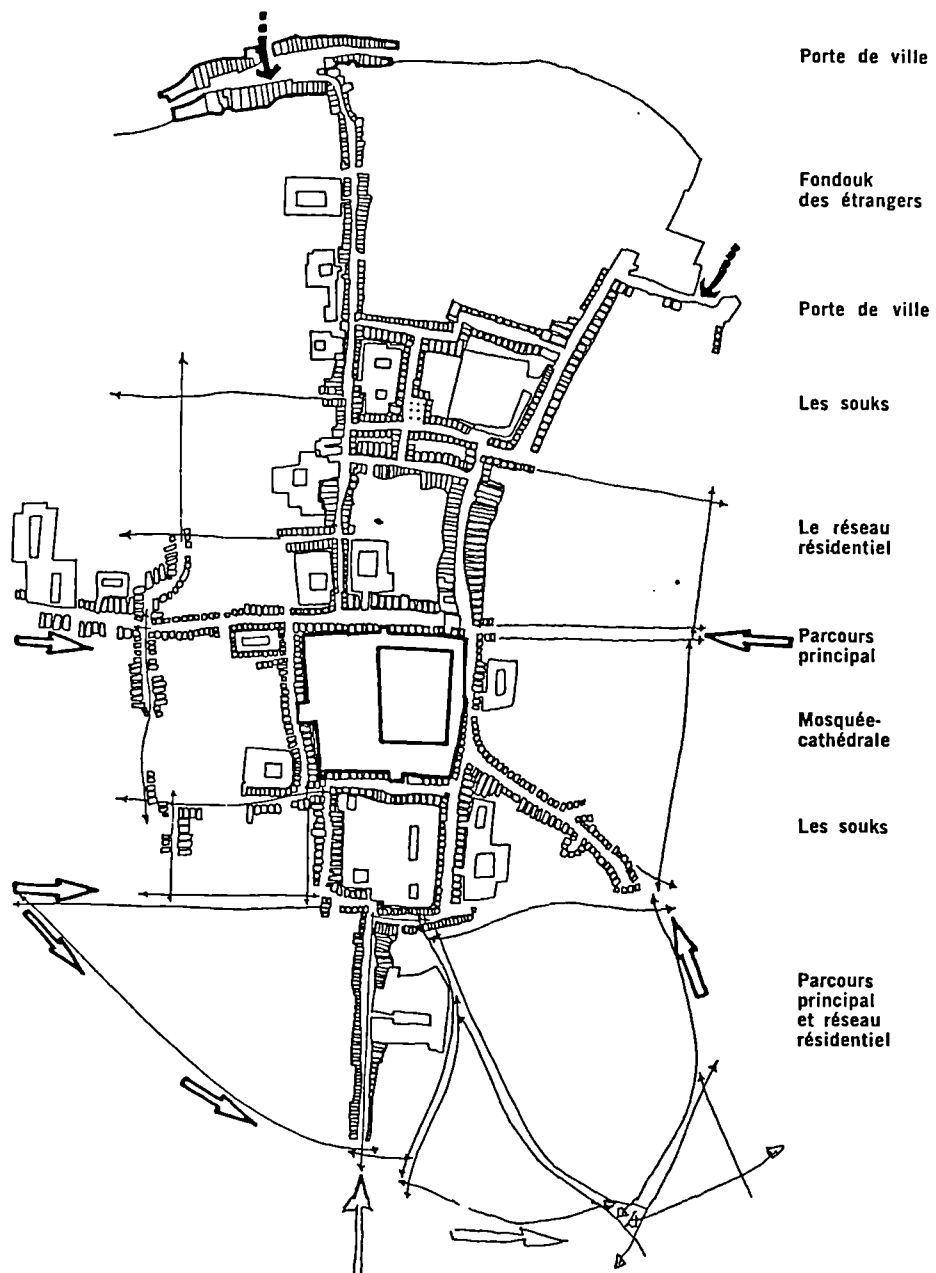 Porte de ville
Fondouk
des étrangers
Porte de ville
Les souks
Le réseau
résidentiel
Parcours
principal
Mosquée-
cathédrale
Les souks
Parcours
principal
et réseau
résidentiel